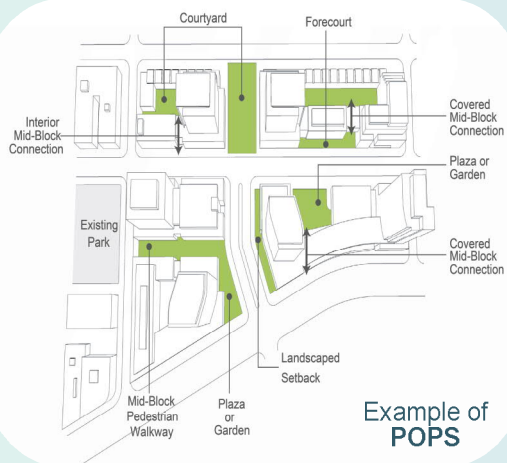 Courtyard
Forecourt
Interior
Mid-Block
Connection
Covered
Mid-Block
Connection
Plaza or
Garden
Existing
Park
Covered
Mid-Block
Connection
Landscaped
Setback
Mid-Block
Pedestrian
Walkway
Plaza
or
Garden
Example of
POPS